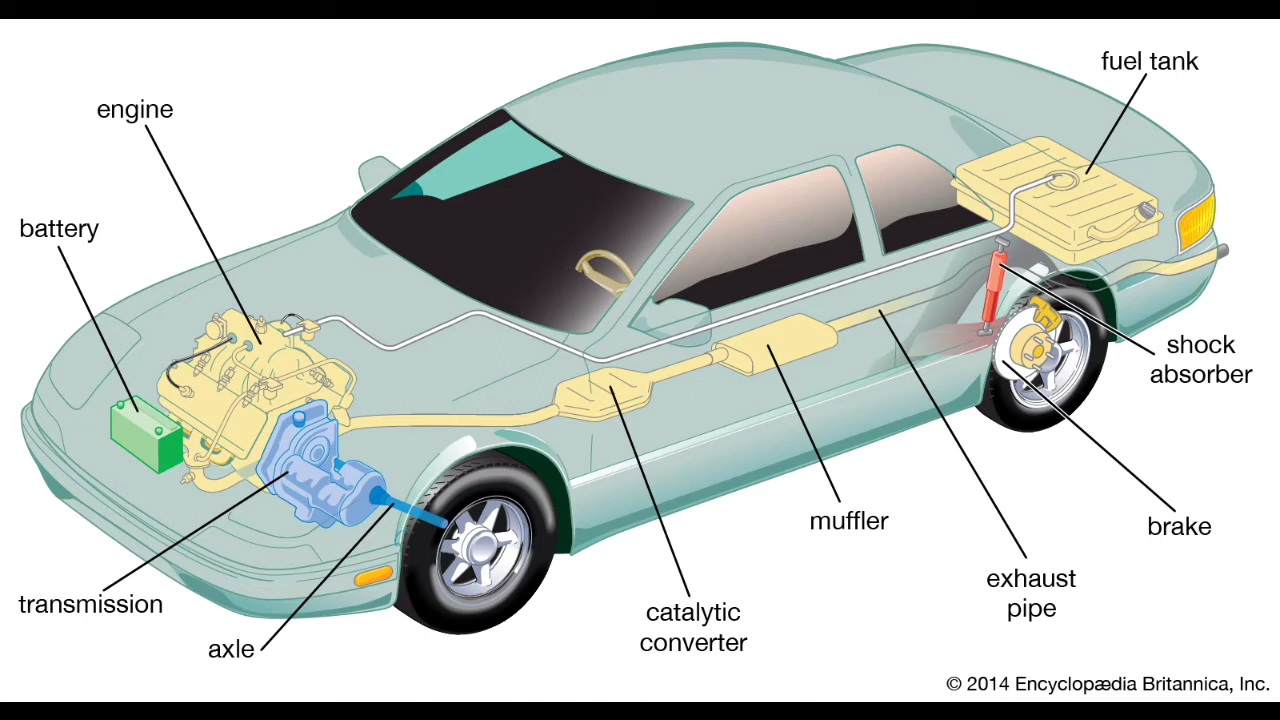 fuel tank
engine
battery
shock
absorber
muffler
brake
exhaust
pipe
transmission
catalytic
converter
axle
© 2014 Encyclopædia Britannica, Inc.